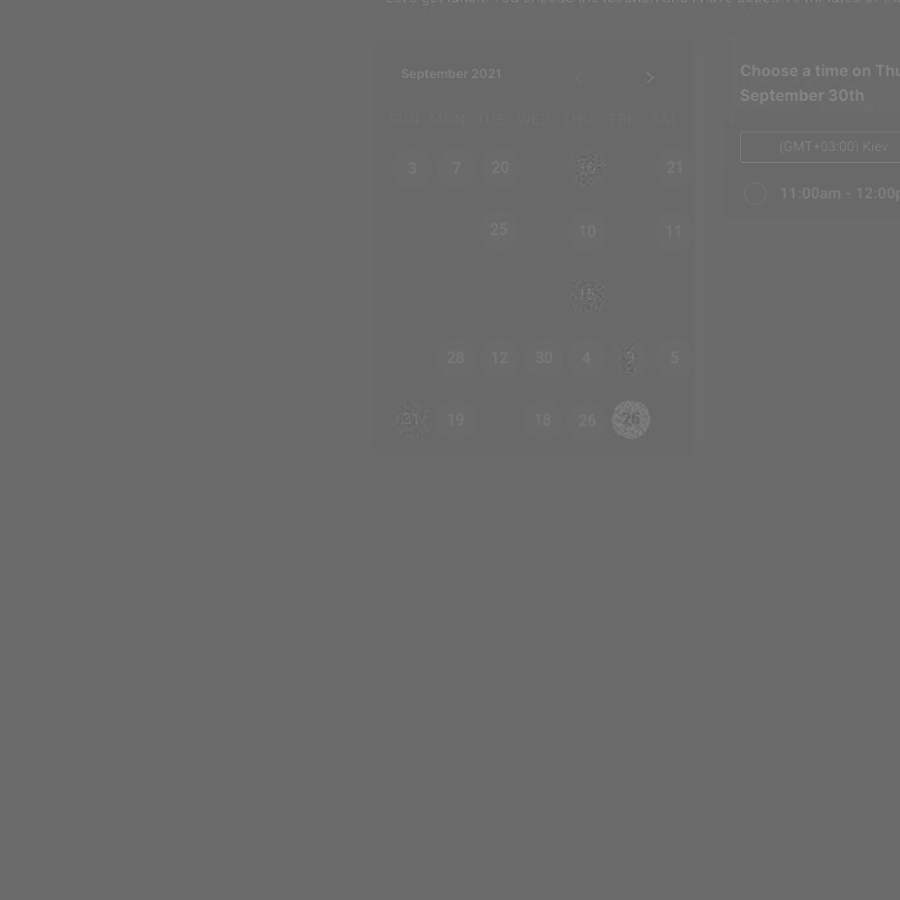 September 2021
SUN MON TUE WED THU FRI SAT
3 7 20 21
25 10 11
15
28 12 30 4 9 5
31 19 18 26 26
Choose a time on Thu
September 30th
(GMT+03:00) Kiev
11:00am - 12:00p